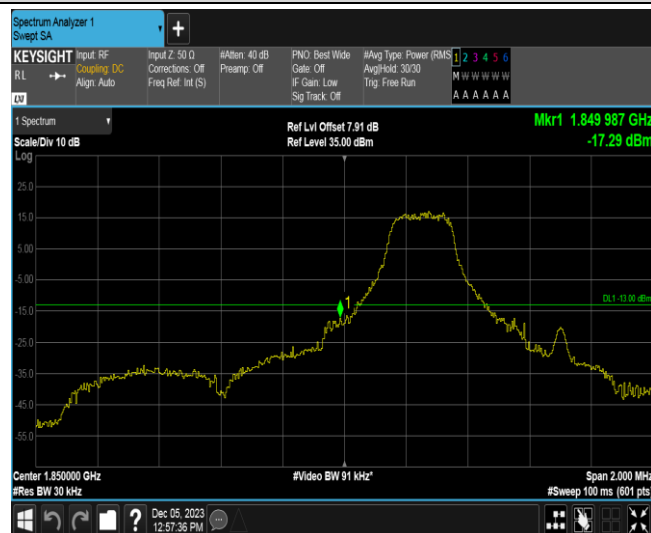 Spectrum Analyzer 1
Swept SA
+
KEYSIGHT
RL
Input: RF
Coupling: DC
Align: Auto
Input Z: 50 Ω
Corrections: Off
Freq Ref: Int (S)
#Atten: 40 dB
Preamp: Off
PNO: Best Wide
Gate: Off
IF Gain: Low
Sig Track: Off
#Avg Type: Power (RMS
Avg|Hold: 30/30
Trig: Free Run
1 2 3 4 5 6
M W W W W W
A A A A A A
1 Spectrum
Scale/Div 10 dB
Log
Ref Lvl Offset 7.91 dB
Ref Level 35.00 dBm
Mkr1 1.849 987 GHz
-17.29 dBm
25.0
15.0
5.00
-5.00
-15.0
-25.0
-35.0
-45.0
-55.0
1
DL1 -13.00 dBm
Center 1.850000 GHz
#Res BW 30 kHz
#Video BW 91 kHz*
Span 2.000 MHz
#Sweep 100 ms (601 pts)
?
Dec 05, 2023
12:57:36 PM